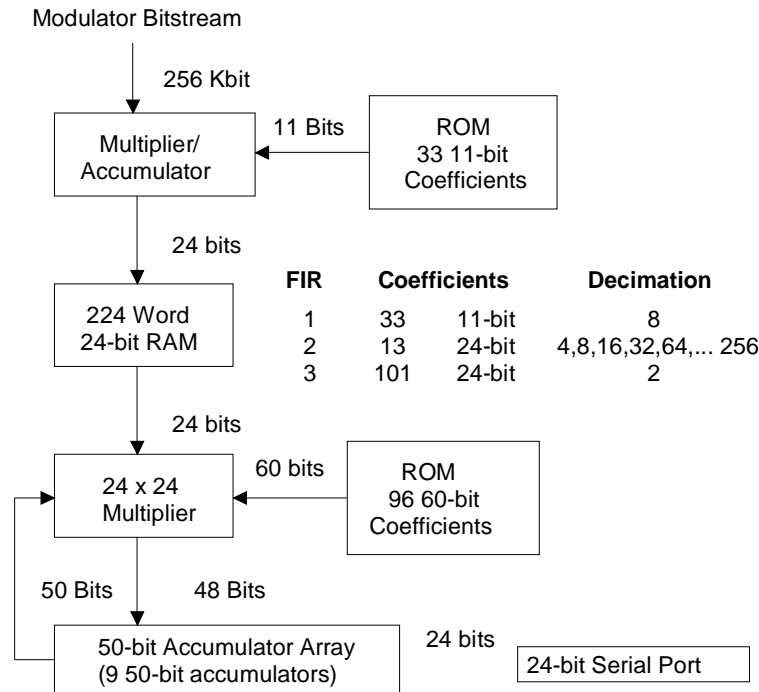 Modulator Bitstream
256 Kbit
Multiplier/
Accumulator
11 Bits
ROM
33 11-bit
Coefficients
24 bits
224 Word
24-bit RAM
FIR Coefficients Decimation
1 33 11-bit 8
2 13 24-bit 4,8,16,32,64,... 256
3 101 24-bit 2
24 bits
24 x 24
Multiplier
60 bits
ROM
96 60-bit
Coefficients
50 Bits
48 Bits
50-bit Accumulator Array
(9 50-bit accumulators)
24 bits
24-bit Serial Port